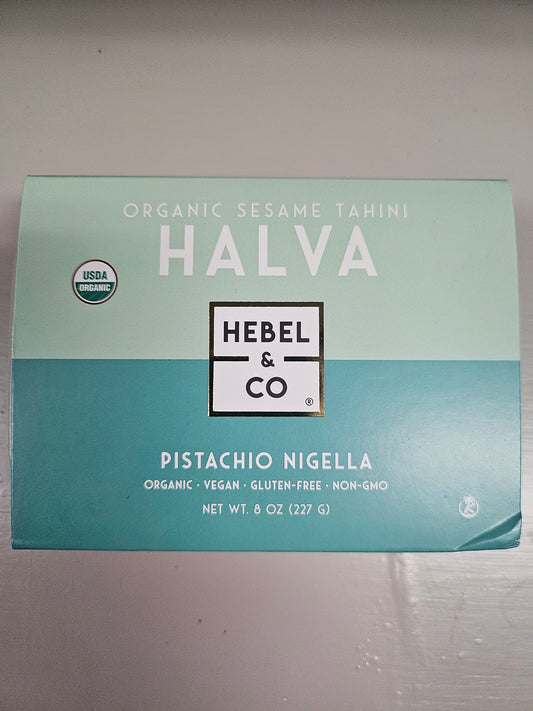 ORGANIC SESAME TAHINI
HALVA
USDA
ORGANIC
HEBEL
&
CO
®
PISTACHIO NIGELLA
ORGANIC · VEGAN · GLUTEN-FREE · NON-GMO
NET WT. 8 OZ (227 G)
K